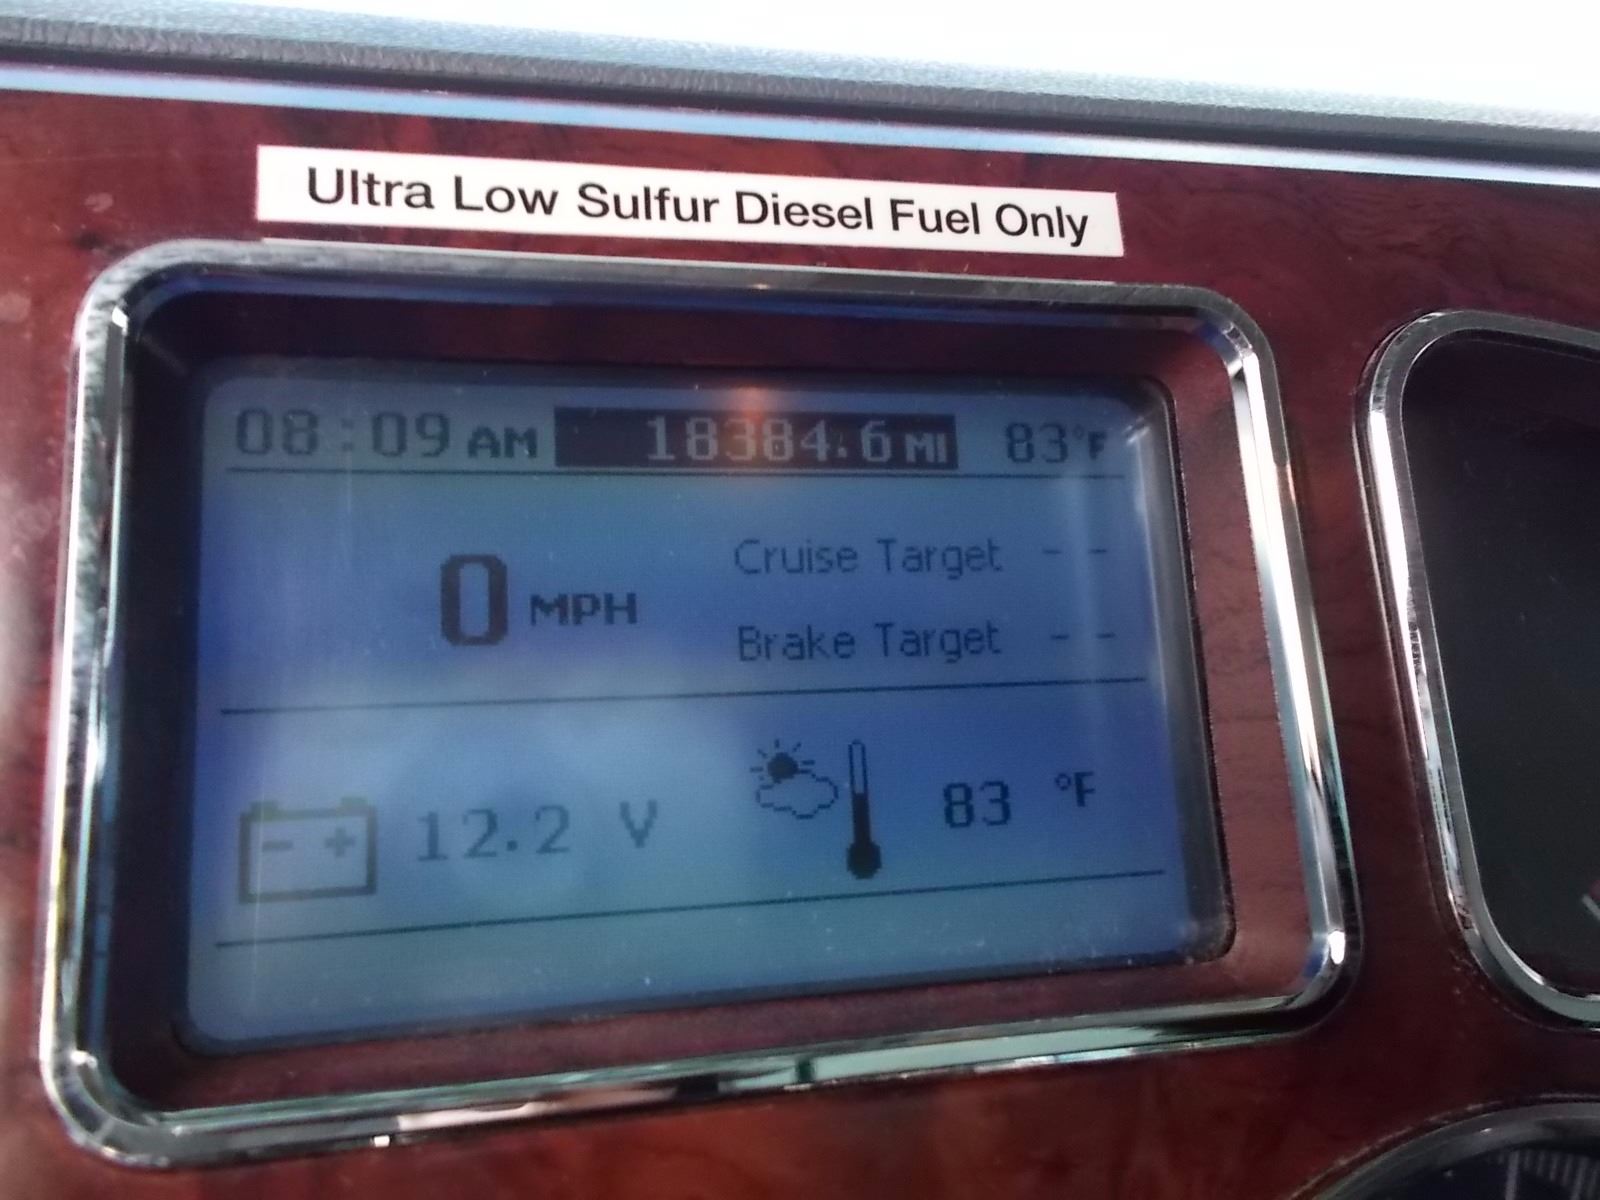 Ultra Low Sulfur Diesel Fuel Only
08:09 AM 18384.6 MI 83°F
0 MPH
Cruise Target --
Brake Target --
- + 12.2 V 83 °F